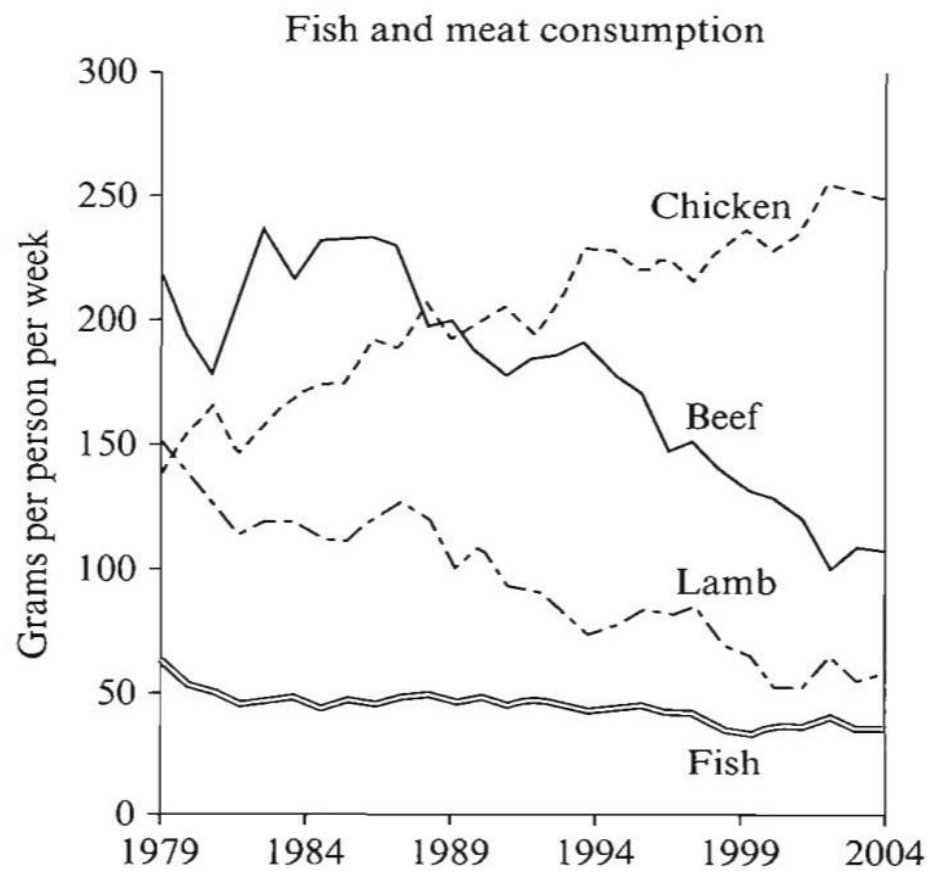 Fish and meat consumption
300
250
200
150
100
50
0
Grams per person per week
Chicken
Beef
Lamb
Fish
1979 1984 1989 1994 1999 2004